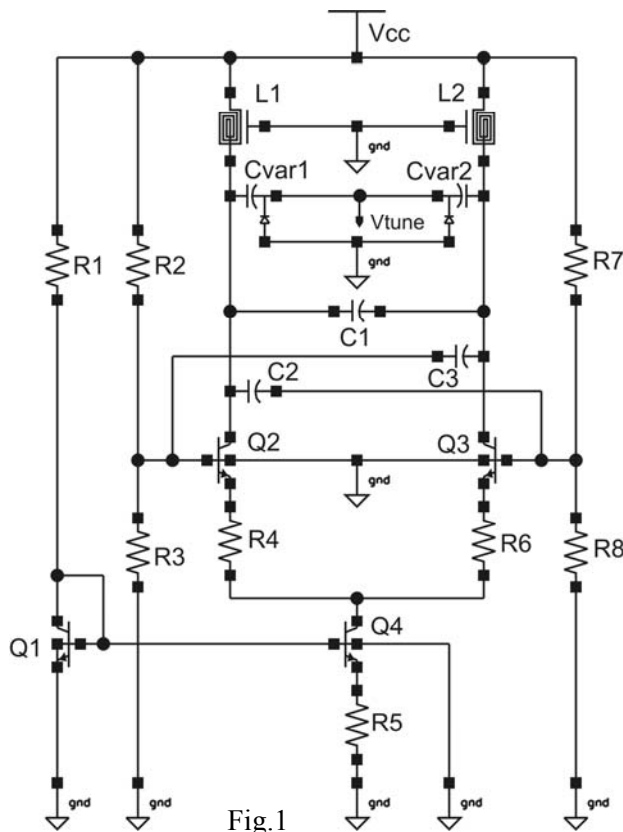 Vcc
L1
L2
gnd
Cvar1
Cvar2
Vtune
gnd
R1
R2
R7
C1
C3
C2
Q2
Q3
gnd
R4
R6
R3
R8
Q1
Q4
R5
gnd
gnd
gnd
gnd
gnd
Fig.1